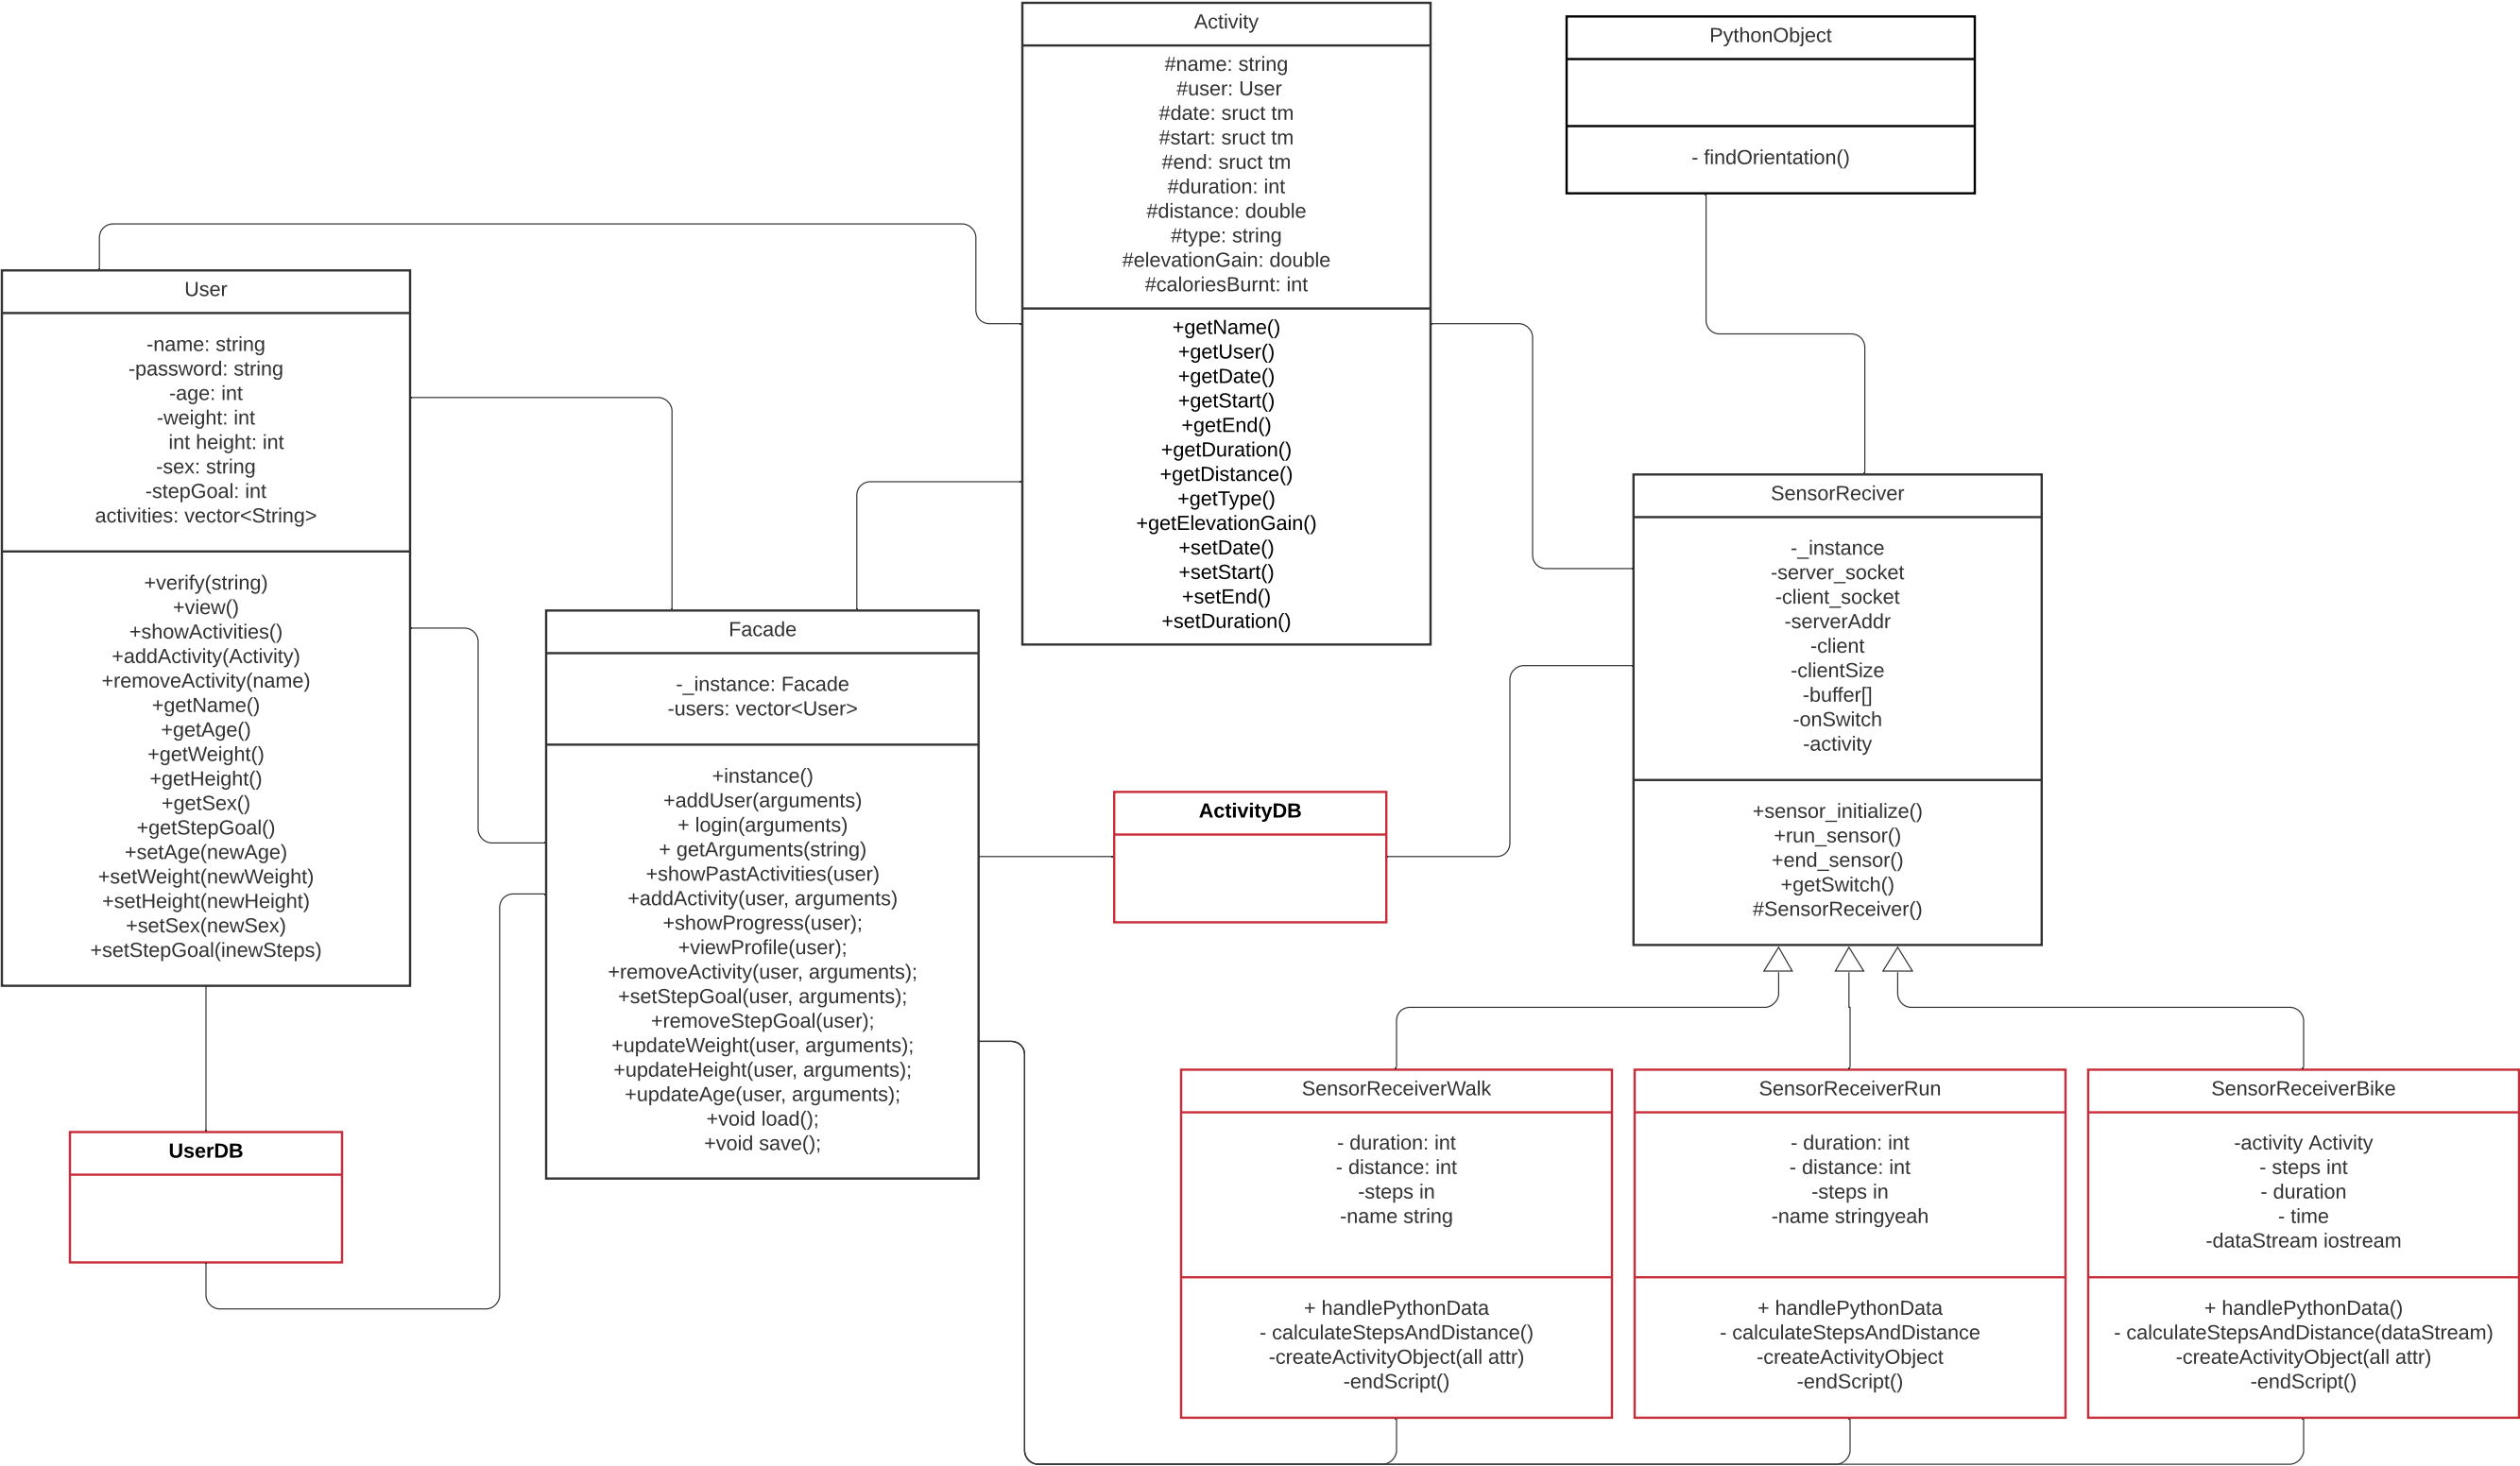 Activity
#name: string
#user: User
#date: sruct tm
#start: sruct tm
#end: sruct tm
#duration: int
#distance: double
#type: string
#elevationGain: double
#caloriesBurnt: int
+getName()
+getUser()
+getDate()
+getStart()
+getEnd()
+getDuration()
+getDistance()
+getType()
+getElevationGain()
+setDate()
+setStart()
+setEnd()
+setDuration()
PythonObject
- findOrientation()
User
-name: string
-password: string
-age: int
-weight: int
int height: int
-sex: string
-stepGoal: int
activities: vector<String>
+verify(string)
+view()
+showActivities()
+addActivity(Activity)
+removeActivity(name)
+getName()
+getAge()
+getWeight()
+getHeight()
+getSex()
+getStepGoal()
+setAge(newAge)
+setWeight(newWeight)
+setHeight(newHeight)
+setSex(newSex)
+setStepGoal(inewSteps)
Facade
-_instance: Facade
-users: vector<User>
+instance()
+addUser(arguments)
+ login(arguments)
+ getArguments(string)
+showPastActivities(user)
+addActivity(user, arguments)
+showProgress(user);
+viewProfile(user);
+removeActivity(user, arguments);
+setStepGoal(user, arguments);
+removeStepGoal(user);
+updateWeight(user, arguments);
+updateHeight(user, arguments);
+updateAge(user, arguments);
+void load();
+void save();
SensorReciver
-_instance
-server_socket
-client_socket
-serverAddr
-client
-clientSize
-buffer[]
-onSwitch
-activity
+sensor_initialize()
+run_sensor()
+end_sensor()
+getSwitch()
#SensorReceiver()
ActivityDB
UserDB
SensorReceiverWalk
- duration: int
- distance: int
-steps in
-name string
+ handlePythonData
- calculateStepsAndDistance()
-createActivityObject(all attr)
-endScript()
SensorReceiverRun
- duration: int
- distance: int
-steps in
-name stringyeah
+ handlePythonData
- calculateStepsAndDistance
-createActivityObject
-endScript()
SensorReceiverBike
-activity Activity
- steps int
- duration
- time
-dataStream iostream
+ handlePythonData()
- calculateStepsAndDistance(dataStream)
-createActivityObject(all attr)
-endScript()